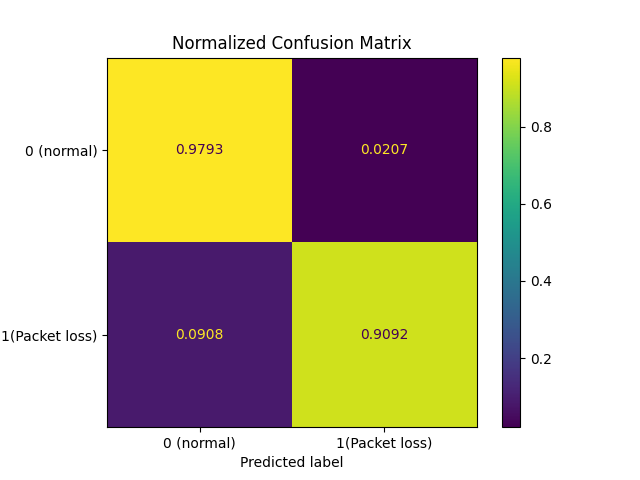 Normalized Confusion Matrix
0 (normal)
0.9793
0.0207
1(Packet loss)
0.0908
0.9092
0 (normal)
1(Packet loss)
Predicted label
0.8
0.6
0.4
0.2